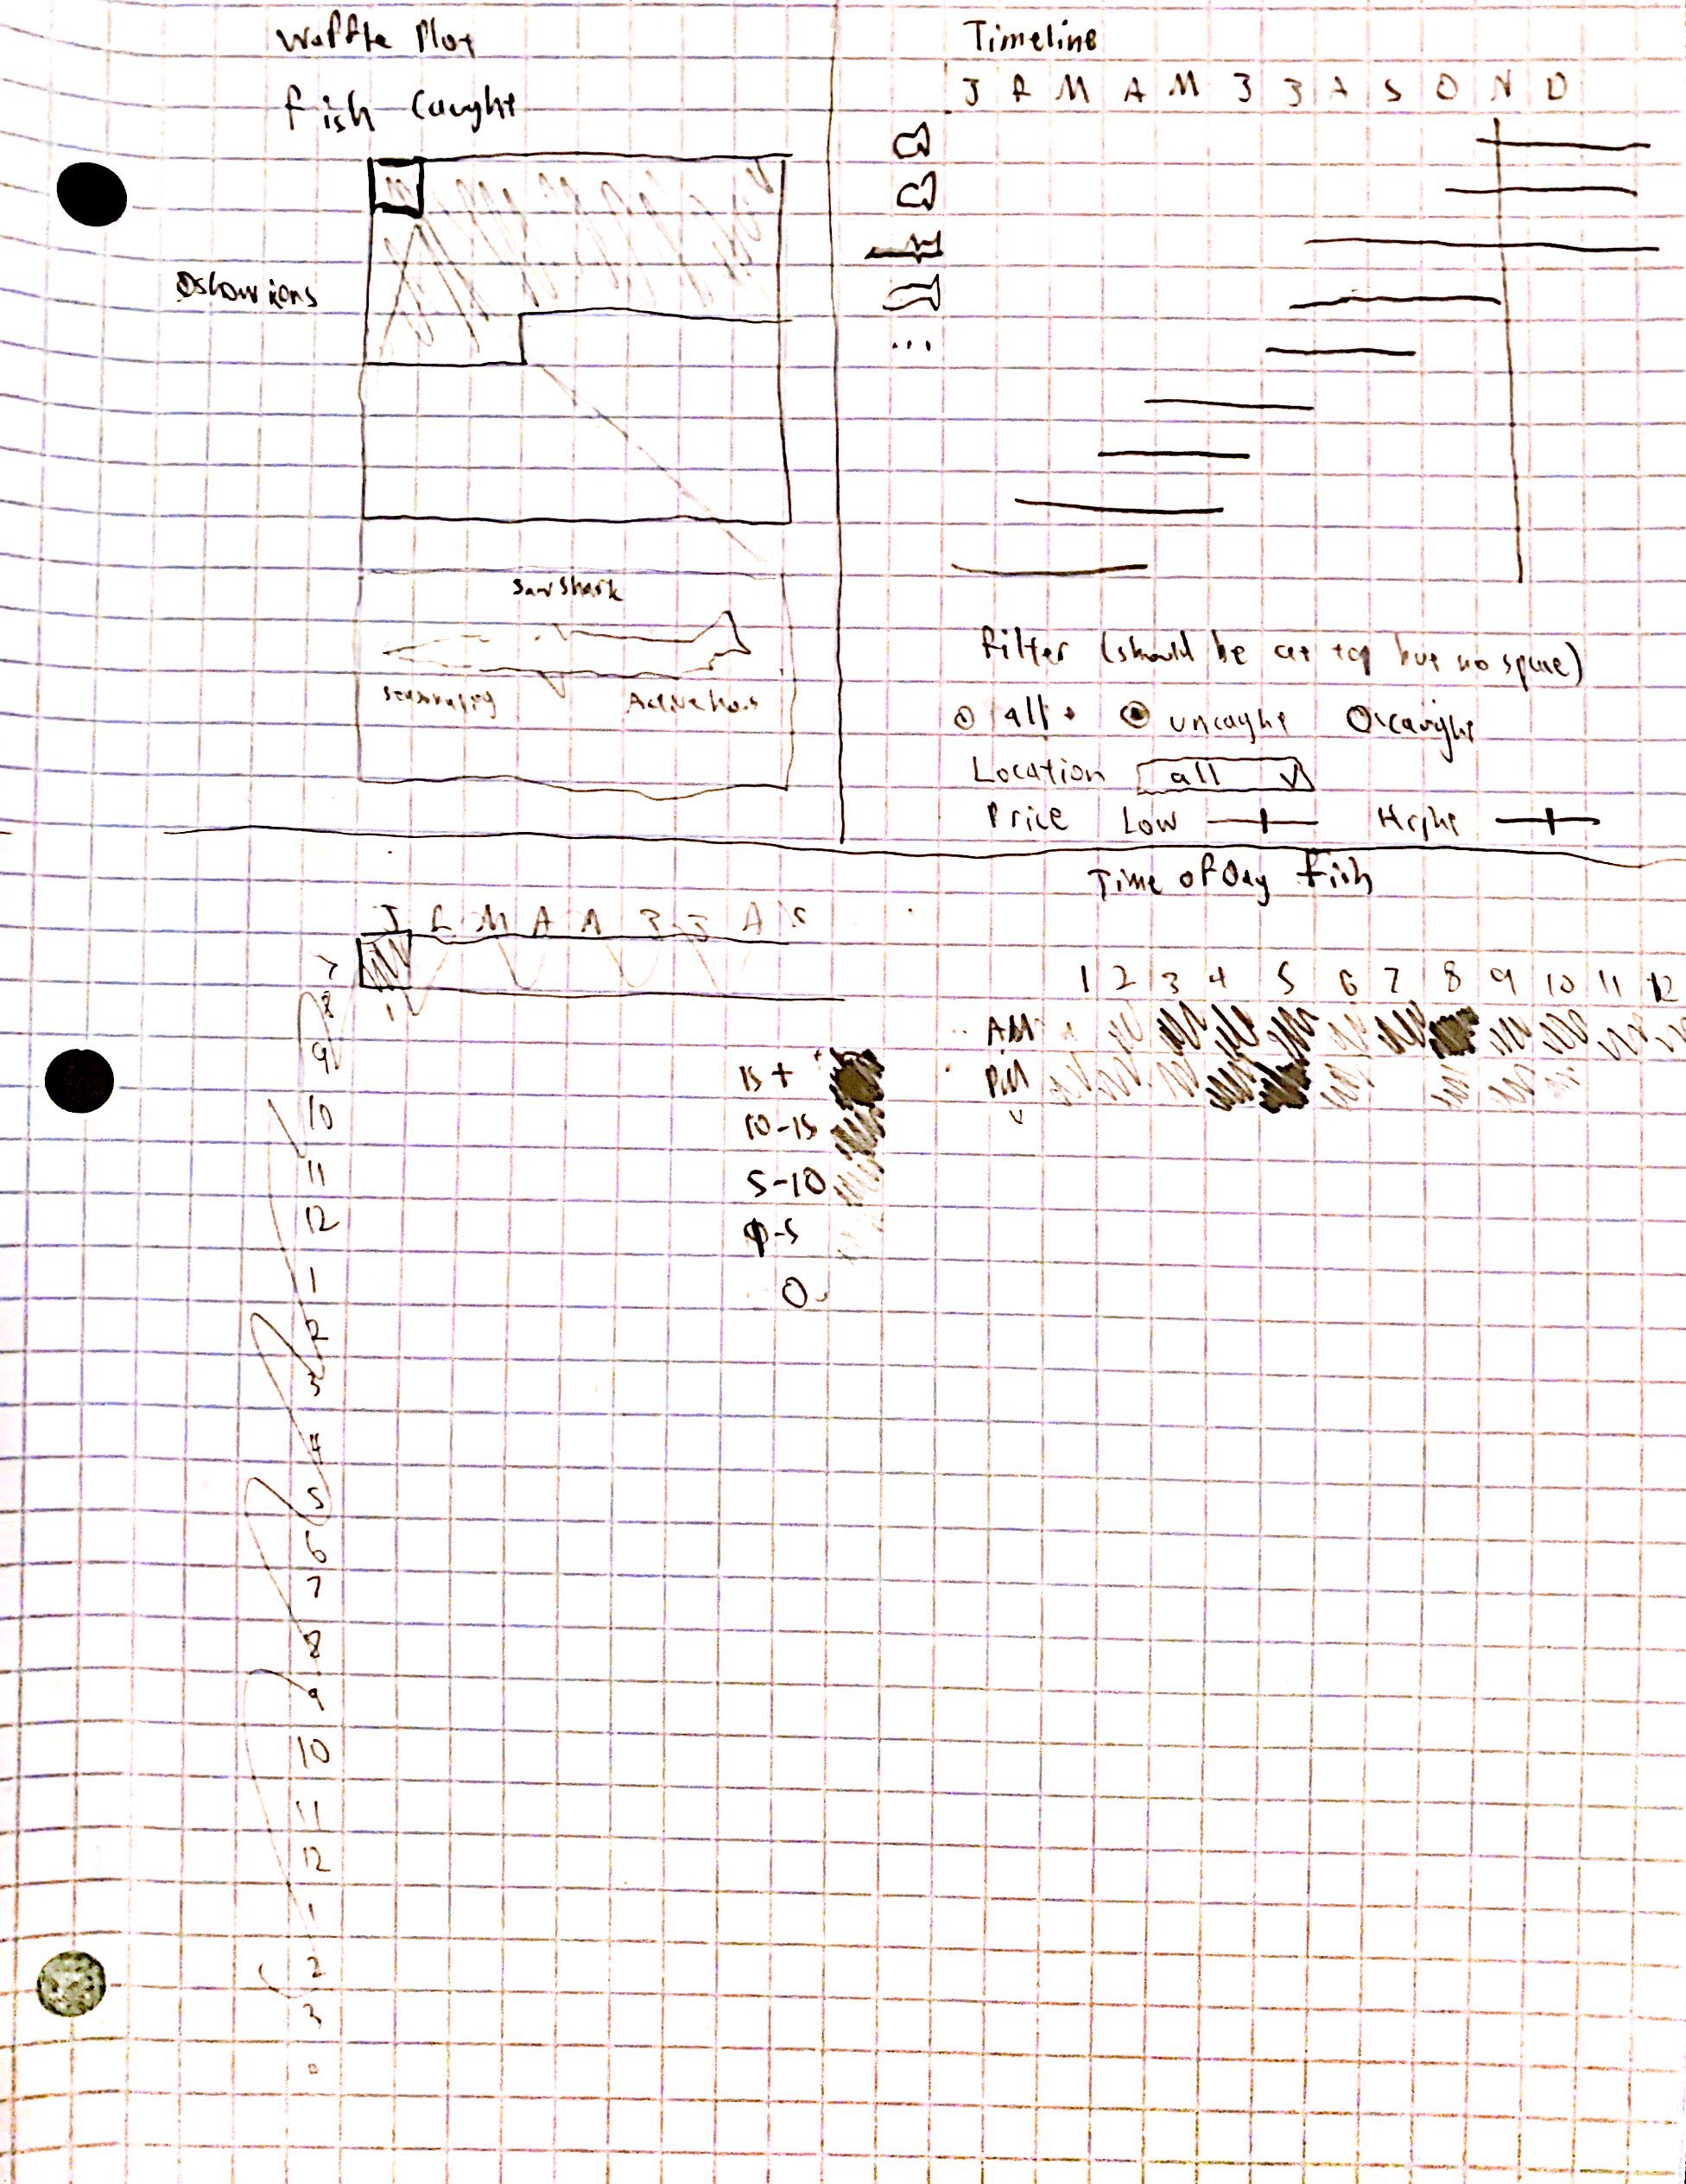 Waffle Plot
Fish Caught
show icons
Saw Shark
Seasonality Active hours
Timeline
J F M A M J J A S O N D
...
Filter (should be at top but no space)
all uncaught caught
Location all
Price Low High
Time of Day Fish
1 2 3 4 5 6 7 8 9 10 11 12
AM
PM
15+
10-15
5-10
0-5
0
J F M A M J J A S
7
8
9
10
11
12
1
2
3
4
5
6
7
8
9
10
11
12
1
2
3